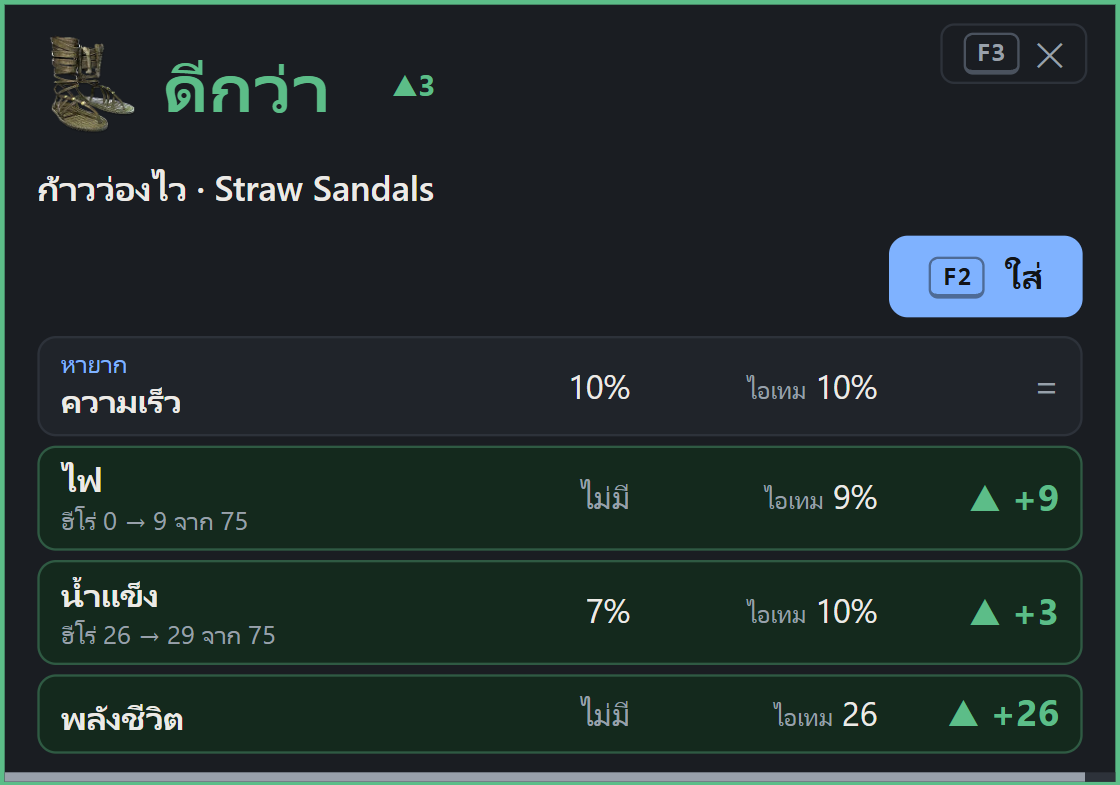 ดีกว่า ▲3
F3
ก้าวว่องไว · Straw Sandals
F2 ใส่
หายาก
ความเร็ว 10% ไอเทม 10% =
ไฟ ไม่มี ไอเทม 9% ▲ +9
ฮีโร่ 0 → 9 จาก 75
น้ำแข็ง 7% ไอเทม 10% ▲ +3
ฮีโร่ 26 → 29 จาก 75
พลังชีวิต ไม่มี ไอเทม 26 ▲ +26